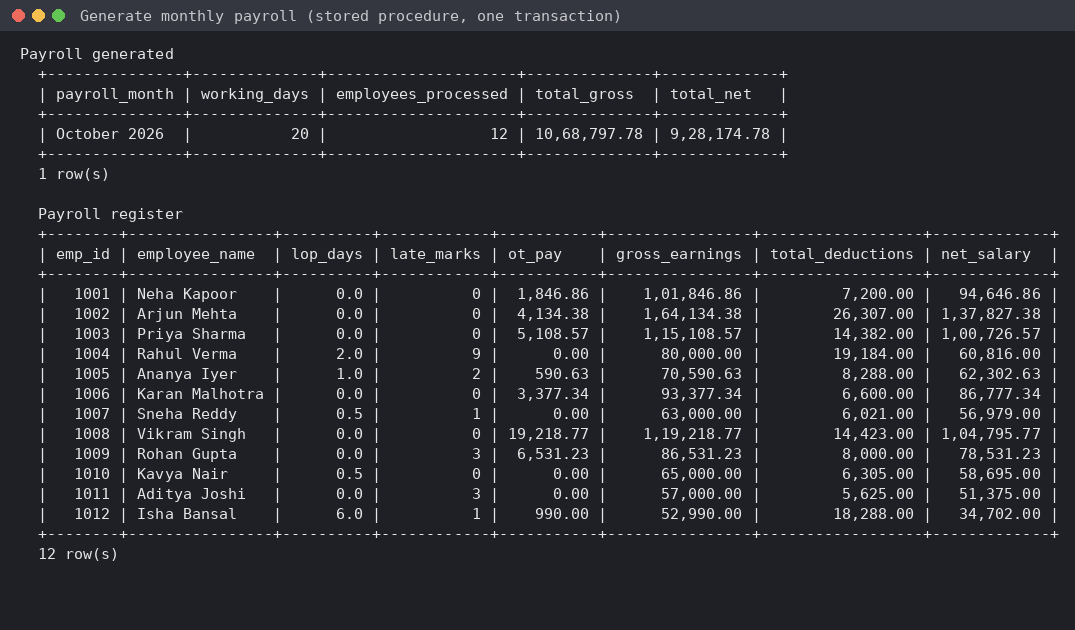 Generate monthly payroll (stored procedure, one transaction)
Payroll generated
+---------------+--------------+---------------------+-------------+-------------+
| payroll_month | working_days | employees_processed | total_gross | total_net   |
+---------------+--------------+---------------------+-------------+-------------+
| October 2026  |           20 |                  12 | 10,68,797.78 | 9,28,174.78 |
+---------------+--------------+---------------------+-------------+-------------+
1 row(s)
Payroll register
+--------+----------------+----------+------------+-----------+----------------+------------------+-------------+
| emp_id | employee_name  | lop_days | late_marks | ot_pay    | gross_earnings | total_deductions | net_salary  |
+--------+----------------+----------+------------+-----------+----------------+------------------+-------------+
|   1001 | Neha Kapoor    |      0.0 |          0 |  1,846.86 |    1,01,846.86 |         7,200.00 |   94,646.86 |
|   1002 | Arjun Mehta    |      0.0 |          0 |  4,134.38 |    1,64,134.38 |        26,307.00 | 1,37,827.38 |
|   1003 | Priya Sharma   |      0.0 |          0 |  5,108.57 |    1,15,108.57 |        14,382.00 | 1,00,726.57 |
|   1004 | Rahul Verma    |      2.0 |          9 |      0.00 |      80,000.00 |        19,184.00 |   60,816.00 |
|   1005 | Ananya Iyer    |      1.0 |          2 |    590.63 |      70,590.63 |         8,288.00 |   62,302.63 |
|   1006 | Karan Malhotra |      0.0 |          0 |  3,377.34 |      93,377.34 |         6,600.00 |   86,777.34 |
|   1007 | Sneha Reddy    |      0.5 |          1 |      0.00 |      63,000.00 |         6,021.00 |   56,979.00 |
|   1008 | Vikram Singh   |      0.0 |          0 | 19,218.77 |    1,19,218.77 |        14,423.00 | 1,04,795.77 |
|   1009 | Rohan Gupta    |      0.0 |          3 |  6,531.23 |      86,531.23 |         8,000.00 |   78,531.23 |
|   1010 | Kavya Nair     |      0.5 |          0 |      0.00 |      65,000.00 |         6,305.00 |   58,695.00 |
|   1011 | Aditya Joshi   |      0.0 |          3 |      0.00 |      57,000.00 |         5,625.00 |   51,375.00 |
|   1012 | Isha Bansal    |      6.0 |          1 |    990.00 |      52,990.00 |        18,288.00 |   34,702.00 |
+--------+----------------+----------+------------+-----------+----------------+------------------+-------------+
12 row(s)